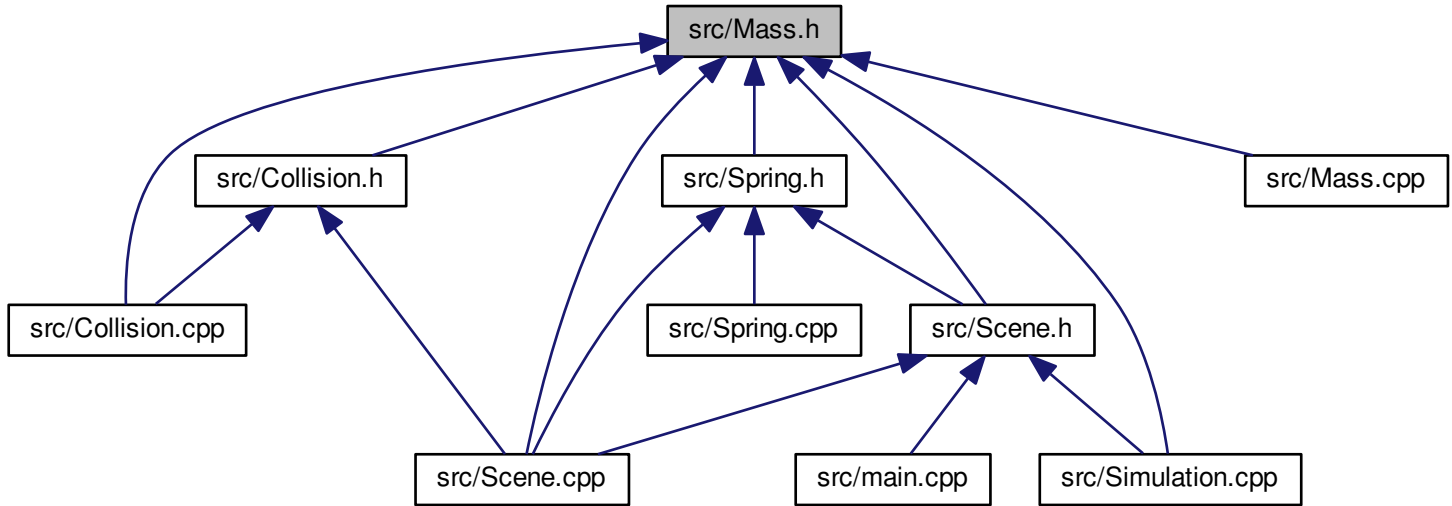 src/Mass.h
src/Collision.h
src/Spring.h
src/Mass.cpp
src/Collision.cpp
src/Spring.cpp
src/Scene.h
src/Scene.cpp
src/main.cpp
src/Simulation.cpp